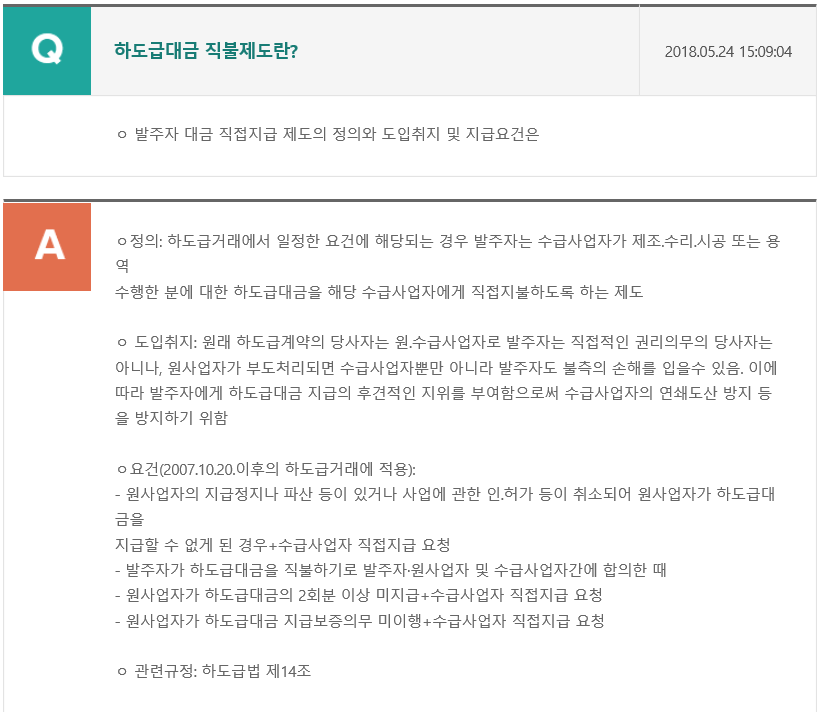 Q
하도급대금 직불제도란?
2018.05.24 15:09:04
ㅇ 발주자 대금 직접지급 제도의 정의와 도입취지 및 지급요건은
A
ㅇ정의: 하도급거래에서 일정한 요건에 해당되는 경우 발주자는 수급사업자가 제조.수리.시공 또는 용
역
수행한 분에 대한 하도급대금을 해당 수급사업자에게 직접지불하도록 하는 제도
ㅇ 도입취지: 원래 하도급계약의 당사자는 원.수급사업자로 발주자는 직접적인 권리의무의 당사자는
아니나, 원사업자가 부도처리되면 수급사업자뿐만 아니라 발주자도 불측의 손해를 입을수 있음. 이에
따라 발주자에게 하도급대금 지급의 후견적인 지위를 부여함으로써 수급사업자의 연쇄도산 방지 등
을 방지하기 위함
ㅇ요건(2007.10.20.이후의 하도급거래에 적용):
- 원사업자의 지급정지나 파산 등이 있거나 사업에 관한 인.허가 등이 취소되어 원사업자가 하도급대
금을
지급할 수 없게 된 경우+수급사업자 직접지급 요청
- 발주자가 하도급대금을 직불하기로 발주자·원사업자 및 수급사업자간에 합의한 때
- 원사업자가 하도급대금의 2회분 이상 미지급+수급사업자 직접지급 요청
- 원사업자가 하도급대금 지급보증의무 미이행+수급사업자 직접지급 요청
ㅇ 관련규정: 하도급법 제14조